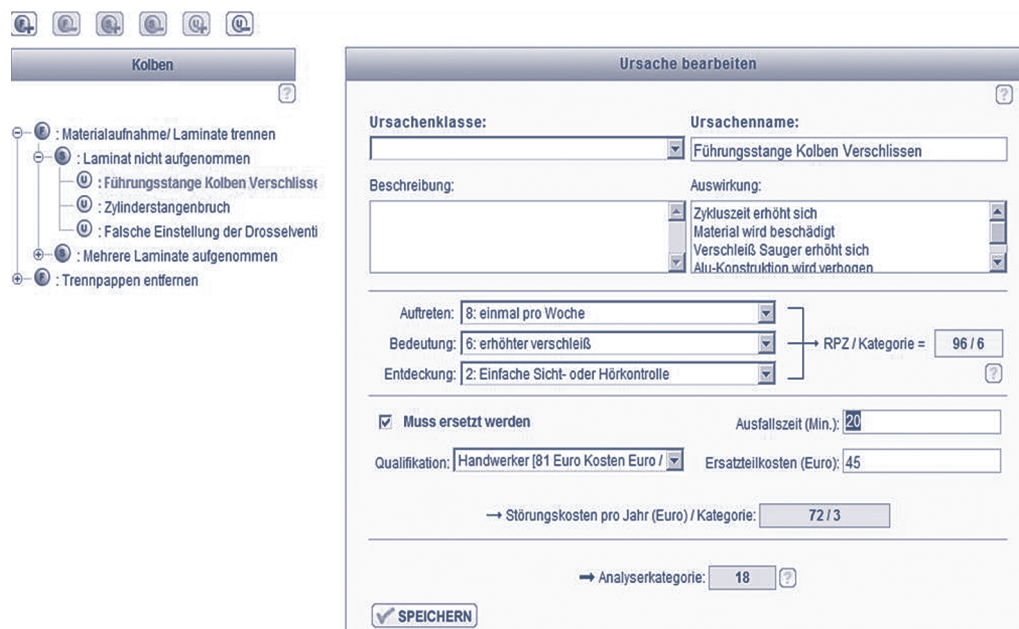 Kolben
?
F : Materialaufnahme/ Laminate trennen
S : Laminat nicht aufgenommen
U : Führungsstange Kolben Verschlisse
U : Zylinderstangenbruch
U : Falsche Einstellung der Drosselventi
S : Mehrere Laminate aufgenommen
F : Trennpappen entfernen
Ursache bearbeiten
?
Ursachenklasse: Ursachenname:
Führungsstange Kolben Verschlissen
Beschreibung: Auswirkung:
Zykluszeit erhöht sich
Material wird beschädigt
Verschleiß Sauger erhöht sich
Alu-Konstruktion wird verbogen
Auftreten: 8: einmal pro Woche
Bedeutung: 6: erhöhter verschleiß → RPZ / Kategorie = 96 / 6
Entdeckung: 2: Einfache Sicht- oder Hörkontrolle ?
Muss ersetzt werden Ausfallszeit (Min.): 20
Qualifikation: Handwerker [81 Euro Kosten Euro / Ersatzteilkosten (Euro): 45
→ Störungskosten pro Jahr (Euro) / Kategorie: 72 / 3
→ Analyserkategorie: 18 ?
SPEICHERN